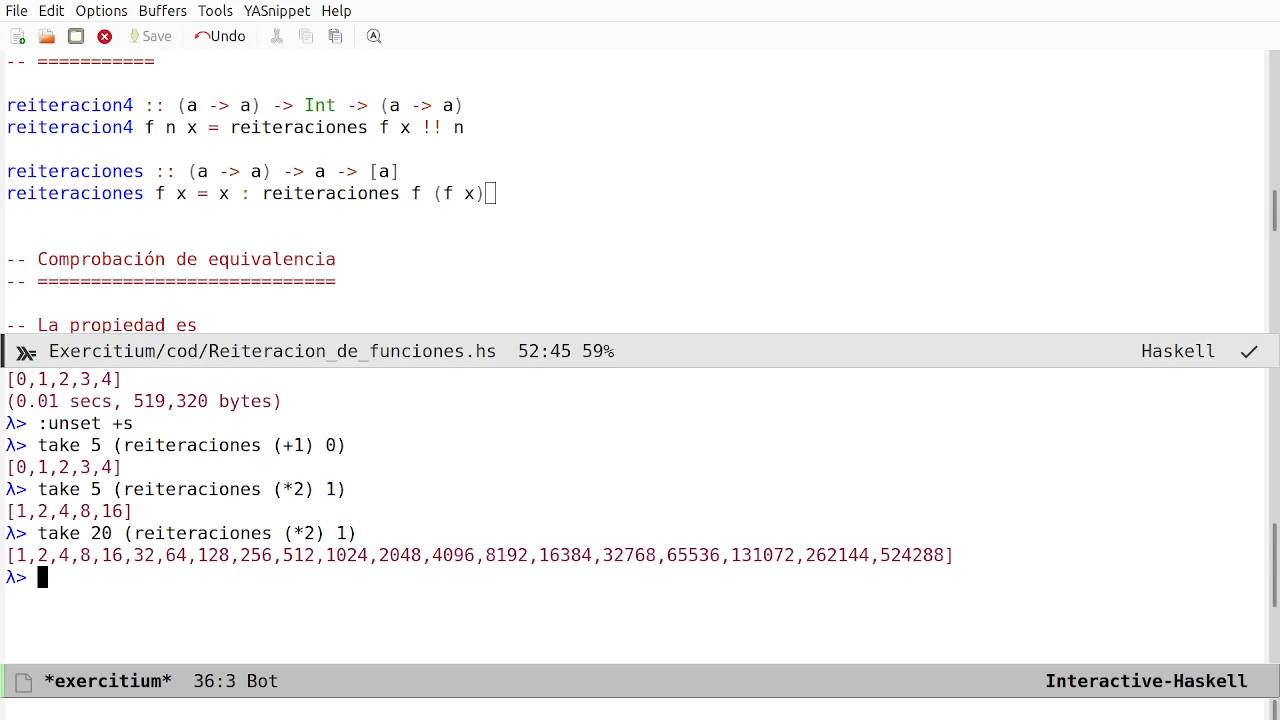 File Edit Options Buffers Tools YASnippet Help
Save Undo
-- ===========
reiteracion4 :: (a -> a) -> Int -> (a -> a)
reiteracion4 f n x = reiteraciones f x !! n
reiteraciones :: (a -> a) -> a -> [a]
reiteraciones f x = x : reiteraciones f (f x)
-- Comprobación de equivalencia
-- ============================
-- La propiedad es
Exercitium/cod/Reiteracion_de_funciones.hs 52:45 59% Haskell
[0,1,2,3,4]
(0.01 secs, 519,320 bytes)
λ> :unset +s
λ> take 5 (reiteraciones (+1) 0)
[0,1,2,3,4]
λ> take 5 (reiteraciones (*2) 1)
[1,2,4,8,16]
λ> take 20 (reiteraciones (*2) 1)
[1,2,4,8,16,32,64,128,256,512,1024,2048,4096,8192,16384,32768,65536,131072,262144,524288]
λ>
*exercitium* 36:3 Bot Interactive-Haskell